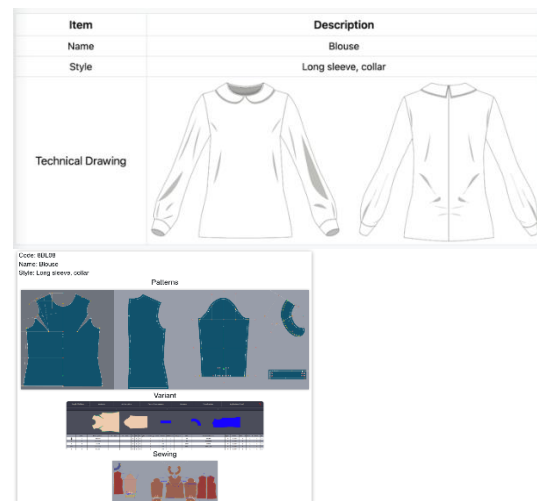 Item Description
Name Blouse
Style Long sleeve, collar
Technical Drawing
Code: 8BL09
Name: Blouse
Style: Long sleeve, collar
Patterns
Variant
Sewing